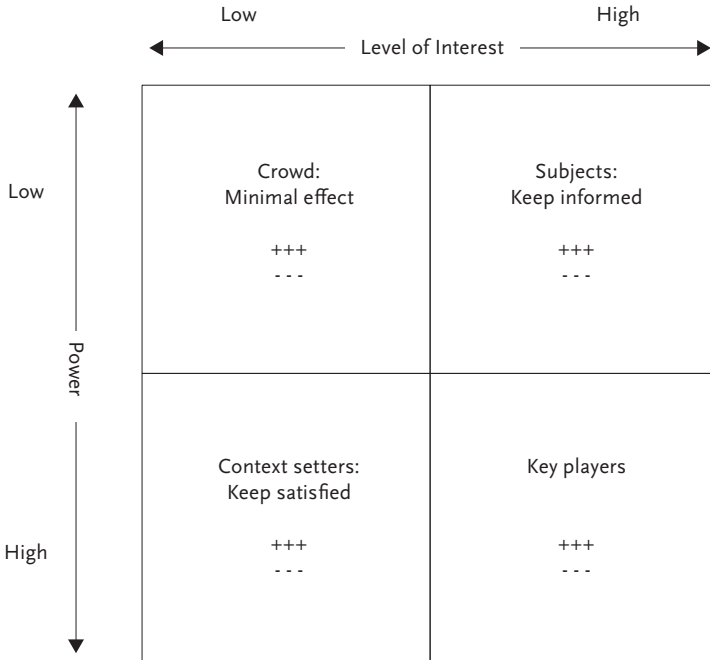 Low
High
Level of Interest
Low
Crowd:
Minimal effect
+++
- - -
Subjects:
Keep informed
+++
- - -
Power
High
Context setters:
Keep satisfied
+++
- - -
Key players
+++
- - -